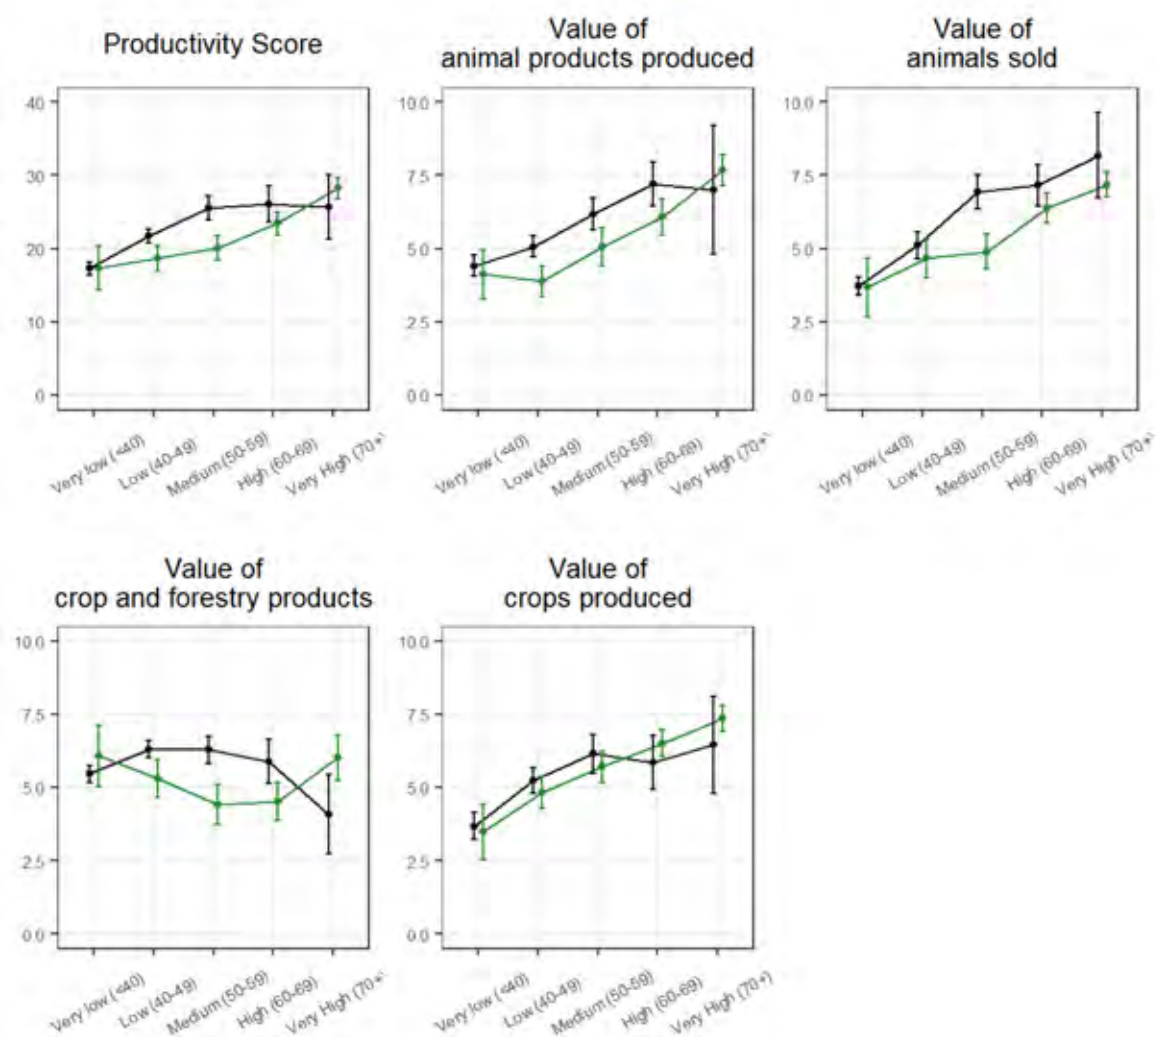 Productivity Score
Value of
animal products produced
Value of
animals sold
40
30
20
10
0
10.0
7.5
5.0
2.5
0.0
10.0
7.5
5.0
2.5
0.0
Very low (<40)
Low (40-49)
Medium (50-59)
High (60-69)
Very High (70+)
Very low (<40)
Low (40-49)
Medium (50-59)
High (60-69)
Very High (70+)
Very low (<40)
Low (40-49)
Medium (50-59)
High (60-69)
Very High (70+)
Value of
crop and forestry products
Value of
crops produced
10.0
7.5
5.0
2.5
0.0
10.0
7.5
5.0
2.5
0.0
Very low (<40)
Low (40-49)
Medium (50-59)
High (60-69)
Very High (70+)
Very low (<40)
Low (40-49)
Medium (50-59)
High (60-69)
Very High (70+)